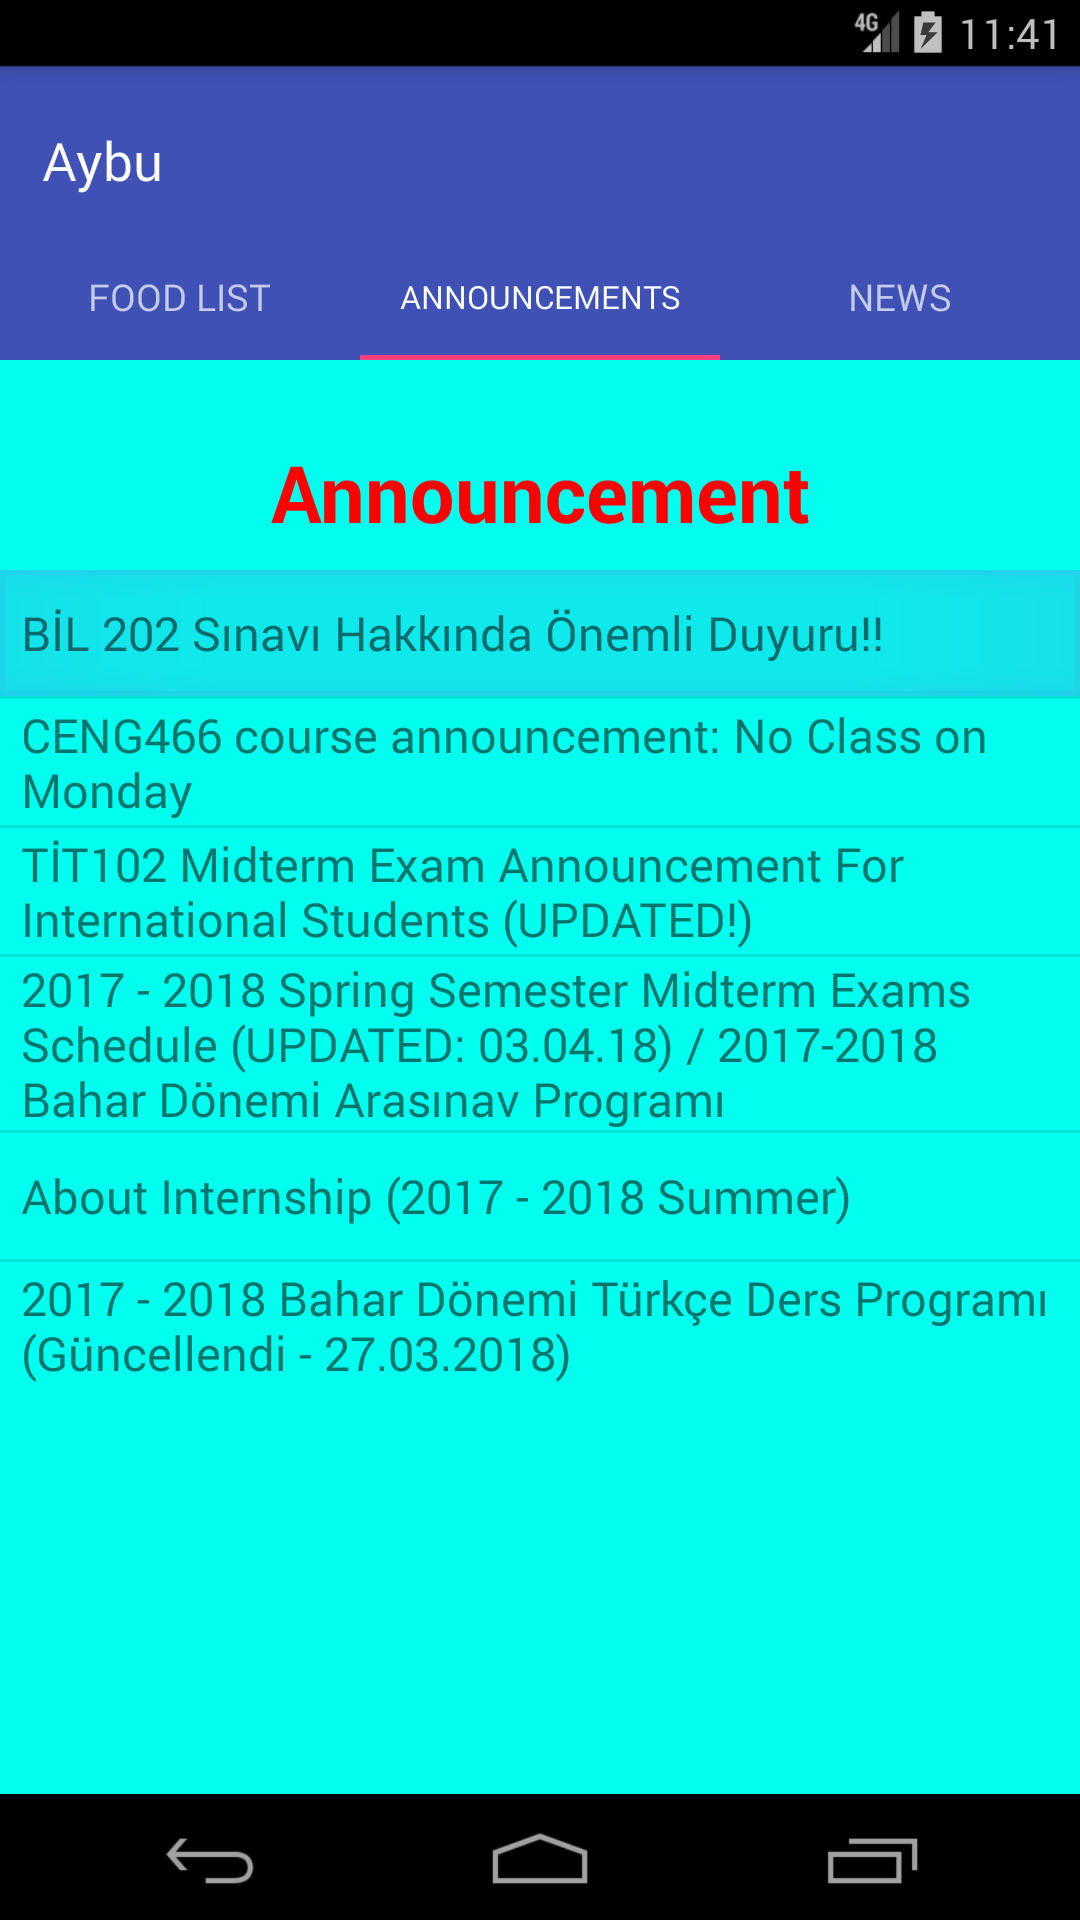 4G 11:41
Aybu
FOOD LIST ANNOUNCEMENTS NEWS
Announcement
BİL 202 Sınavı Hakkında Önemli Duyuru!!
CENG466 course announcement: No Class on
Monday
TİT102 Midterm Exam Announcement For
International Students (UPDATED!)
2017 - 2018 Spring Semester Midterm Exams
Schedule (UPDATED: 03.04.18) / 2017-2018
Bahar Dönemi Arasınav Programı
About Internship (2017 - 2018 Summer)
2017 - 2018 Bahar Dönemi Türkçe Ders Programı
(Güncellendi - 27.03.2018)